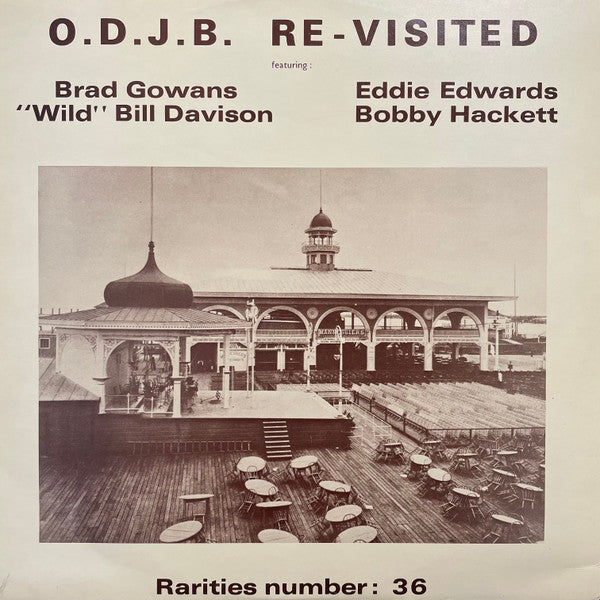 O.D.J.B. RE-VISITED
featuring:
Brad Gowans
"Wild" Bill Davison
Eddie Edwards
Bobby Hackett
Rarities number: 36